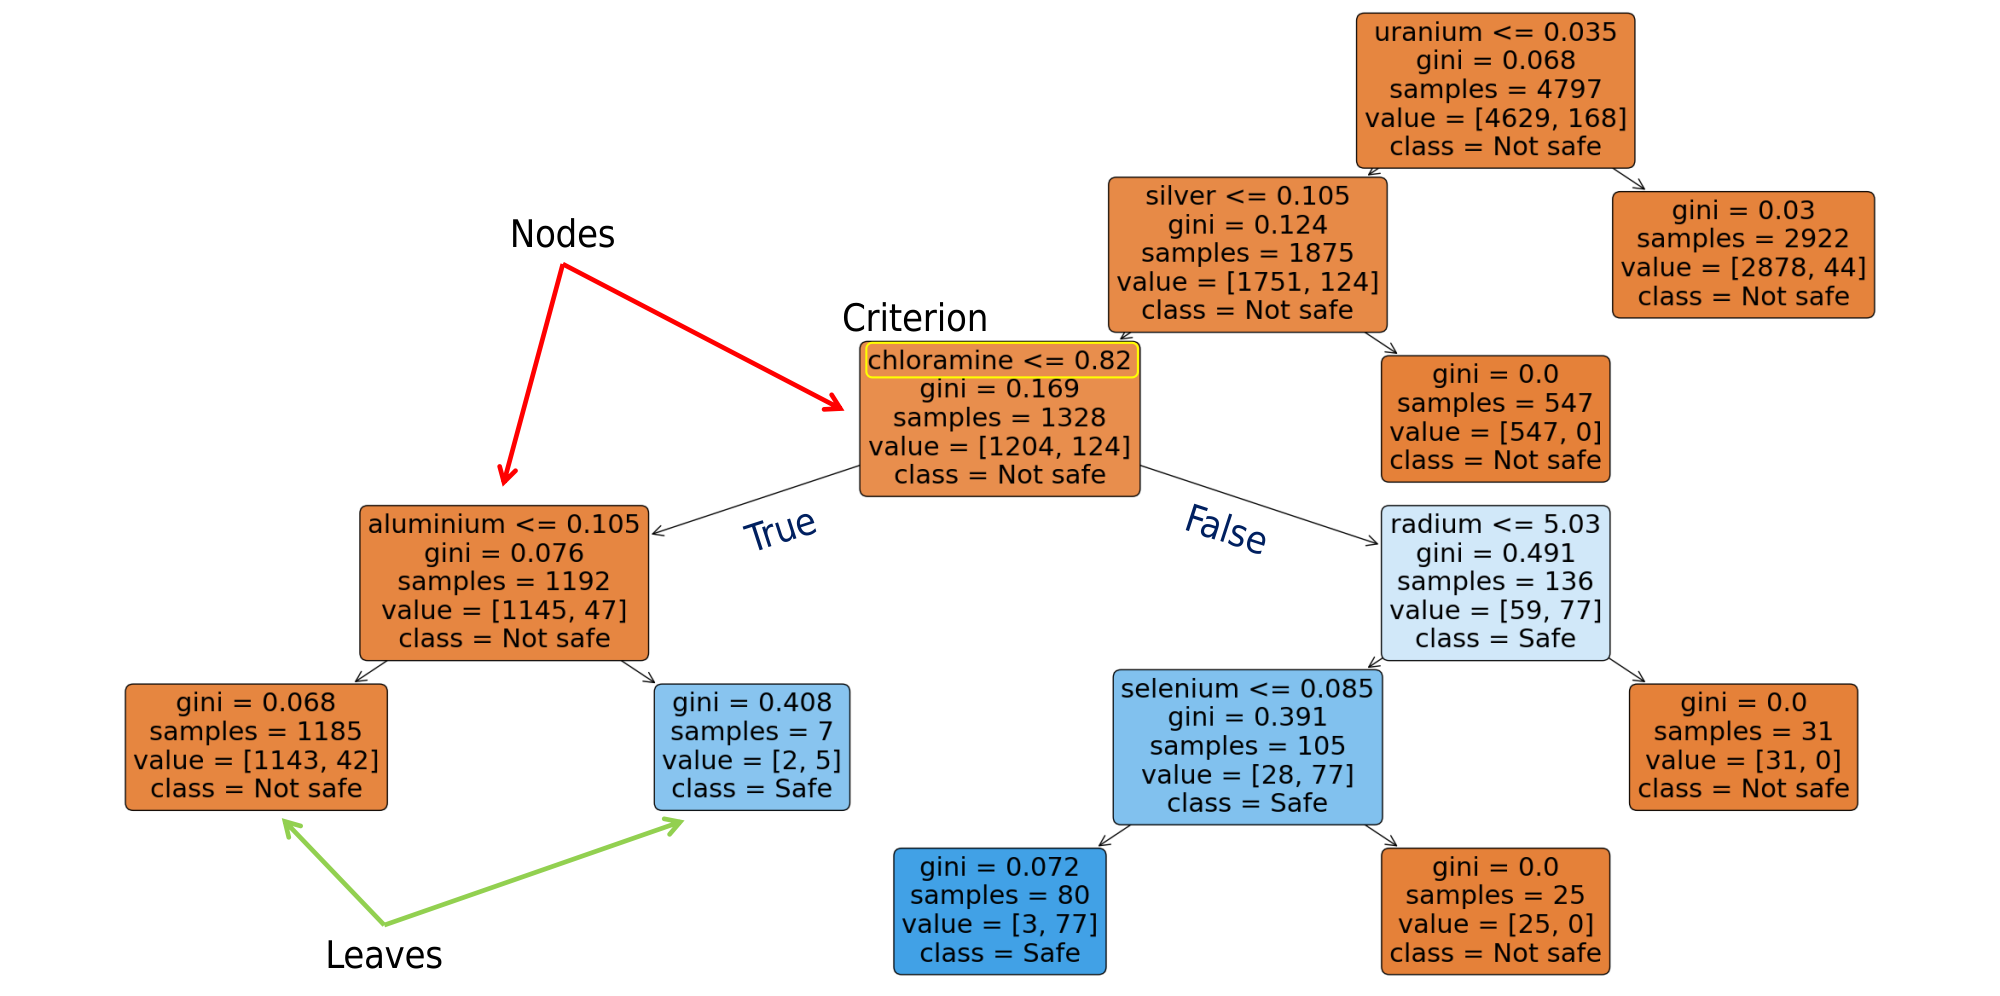 uranium <= 0.035
gini = 0.068
samples = 4797
value = [4629, 168]
class = Not safe
silver <= 0.105
gini = 0.124
samples = 1875
value = [1751, 124]
class = Not safe
gini = 0.03
samples = 2922
value = [2878, 44]
class = Not safe
Nodes
Criterion
chloramine <= 0.82
gini = 0.169
samples = 1328
value = [1204, 124]
class = Not safe
gini = 0.0
samples = 547
value = [547, 0]
class = Not safe
True
False
aluminium <= 0.105
gini = 0.076
samples = 1192
value = [1145, 47]
class = Not safe
radium <= 5.03
gini = 0.491
samples = 136
value = [59, 77]
class = Safe
gini = 0.068
samples = 1185
value = [1143, 42]
class = Not safe
gini = 0.408
samples = 7
value = [2, 5]
class = Safe
selenium <= 0.085
gini = 0.391
samples = 105
value = [28, 77]
class = Safe
gini = 0.0
samples = 31
value = [31, 0]
class = Not safe
Leaves
gini = 0.072
samples = 80
value = [3, 77]
class = Safe
gini = 0.0
samples = 25
value = [25, 0]
class = Not safe